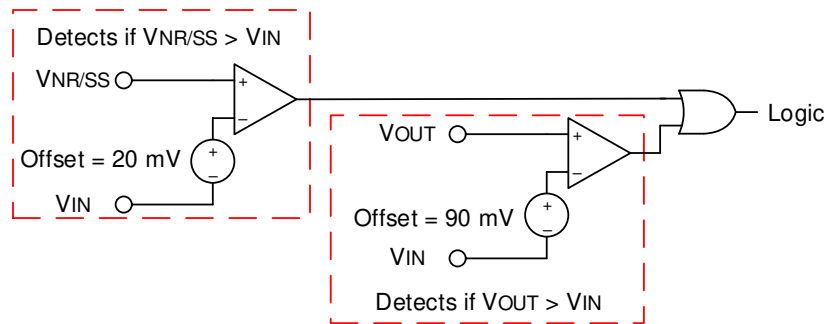 Detects if VNR/SS > VIN
VNR/SS
+
−
+
−
Offset = 20 mV
VIN
Logic
VOUT
+
−
+
−
Offset = 90 mV
VIN
Detects if VOUT > VIN